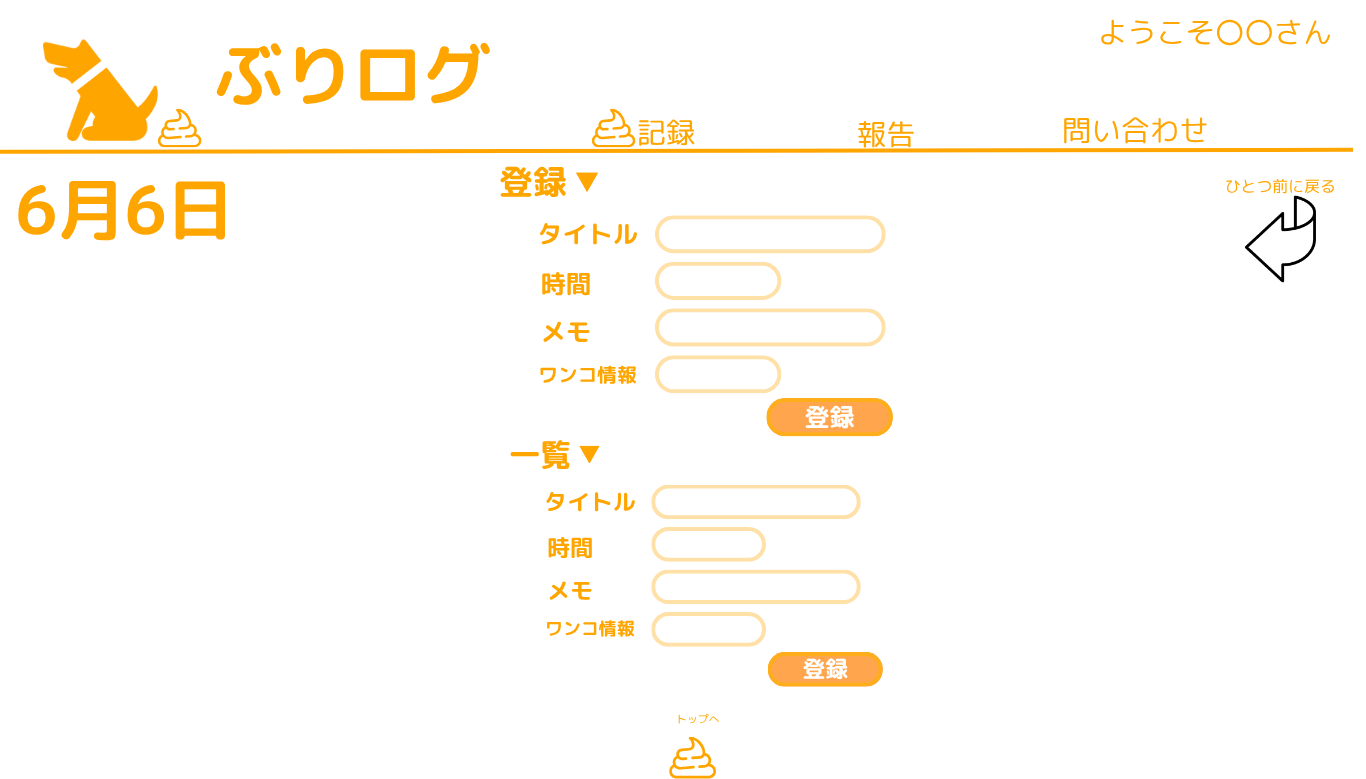 ようこそ〇〇さん
ぶりログ
記録
報告
問い合わせ
6月6日
登録▼
ひとつ前に戻る
タイトル
時間
メモ
ワンコ情報
登録
一覧▼
タイトル
時間
メモ
ワンコ情報
登録
トップへ